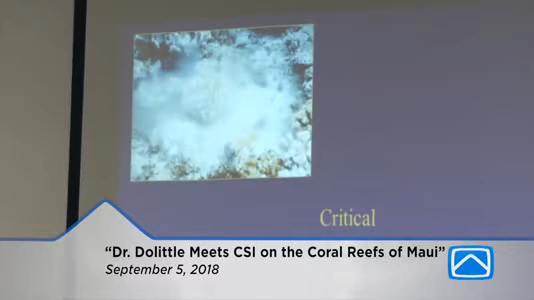 Critical
“Dr. Dolittle Meets CSI on the Coral Reefs of Maui”
September 5, 2018